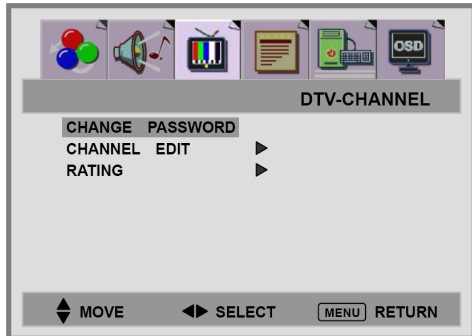 OSD
DTV-CHANNEL
CHANGE PASSWORD
CHANNEL EDIT
RATING
MOVE SELECT MENU RETURN